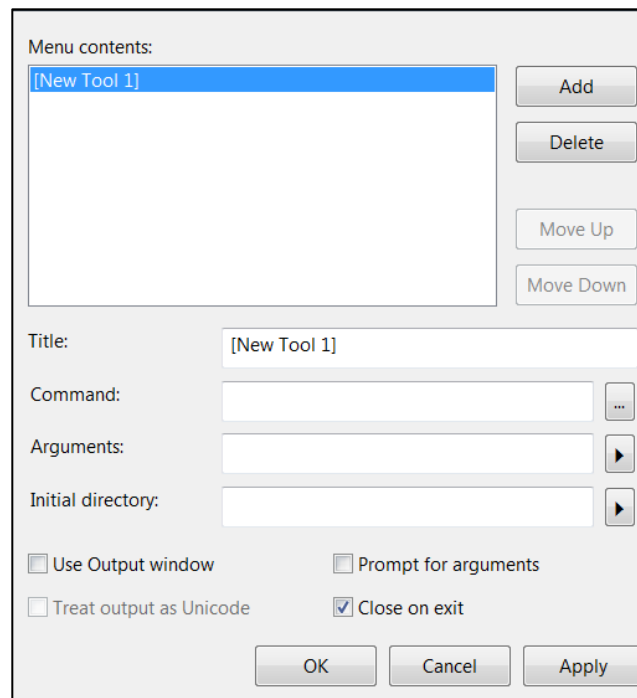 Menu contents:
[New Tool 1]
Add
Delete
Move Up
Move Down
Title:
[New Tool 1]
Command:
...
Arguments:
Initial directory:
Use Output window
Prompt for arguments
Treat output as Unicode
Close on exit
OK
Cancel
Apply